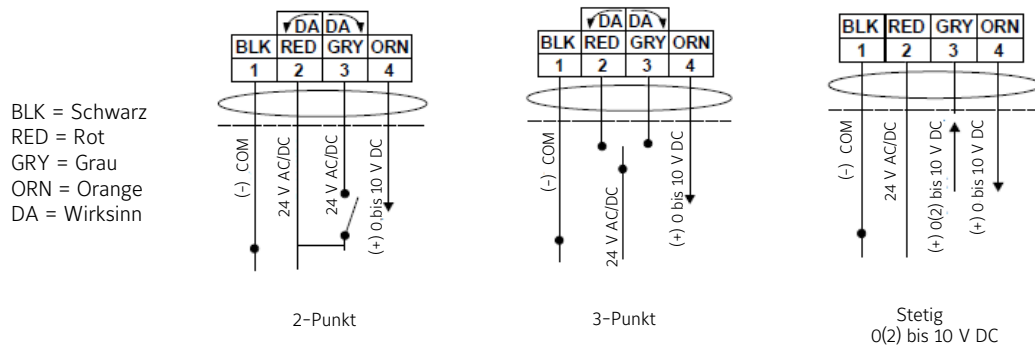 BLK = Schwarz
RED = Rot
GRY = Grau
ORN = Orange
DA = Wirksinn
DA DA
BLK RED GRY ORN
1 2 3 4
(-) COM
24 V AC/DC
24 V AC/DC
(+) 0 bis 10 V DC
2-Punkt
DA DA
BLK RED GRY ORN
1 2 3 4
(-) COM
24 V AC/DC
(+) 0 bis 10 V DC
3-Punkt
BLK RED GRY ORN
1 2 3 4
(-) COM
24 V AC/DC
(+) 0(2) bis 10 V DC
(+) 0 bis 10 V DC
Stetig
0(2) bis 10 V DC